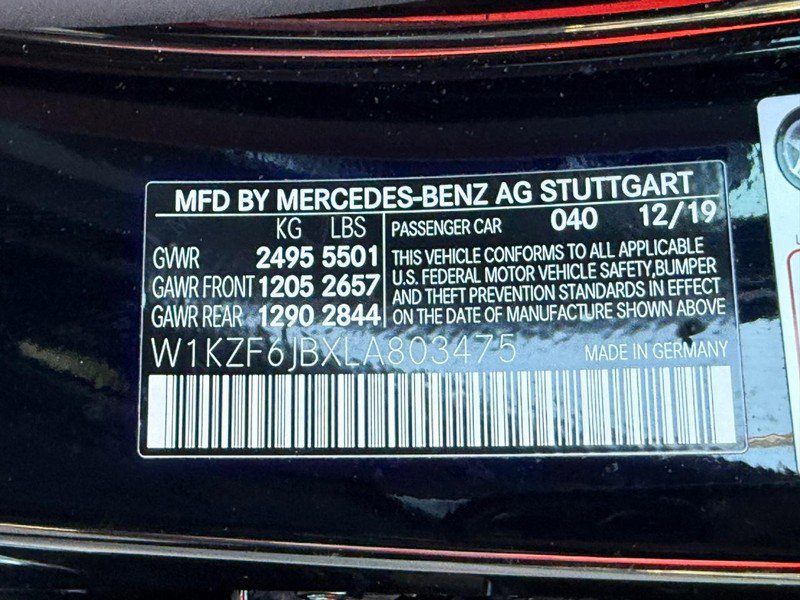 MFD BY MERCEDES-BENZ AG STUTTGART
KG LBS
GVWR 2495 5501
GAWR FRONT 1205 2657
GAWR REAR 1290 2844
PASSENGER CAR 040 12/19
THIS VEHICLE CONFORMS TO ALL APPLICABLE
U.S. FEDERAL MOTOR VEHICLE SAFETY,BUMPER
AND THEFT PREVENTION STANDARDS IN EFFECT
ON THE DATE OF MANUFACTURE SHOWN ABOVE
W1KZF6JBXLA803475 MADE IN GERMANY